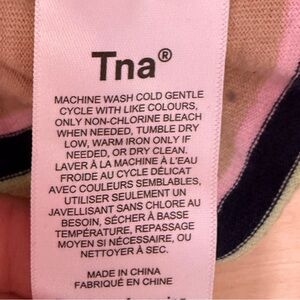 Tna®
MACHINE WASH COLD GENTLE
CYCLE WITH LIKE COLOURS,
ONLY NON-CHLORINE BLEACH
WHEN NEEDED, TUMBLE DRY
LOW, WARM IRON ONLY IF
NEEDED, OR DRY CLEAN.
LAVER À LA MACHINE À L'EAU
FROIDE AU CYCLE DÉLICAT
AVEC COULEURS SEMBLABLES,
UTILISER SEULEMENT UN
JAVELLISANT SANS CHLORE AU
BESOIN, SÉCHER À BASSE
TEMPÉRATURE, REPASSAGE
MOYEN SI NÉCESSAIRE, OU
NETTOYER À SEC.
MADE IN CHINA
FABRIQUÉ EN CHINE